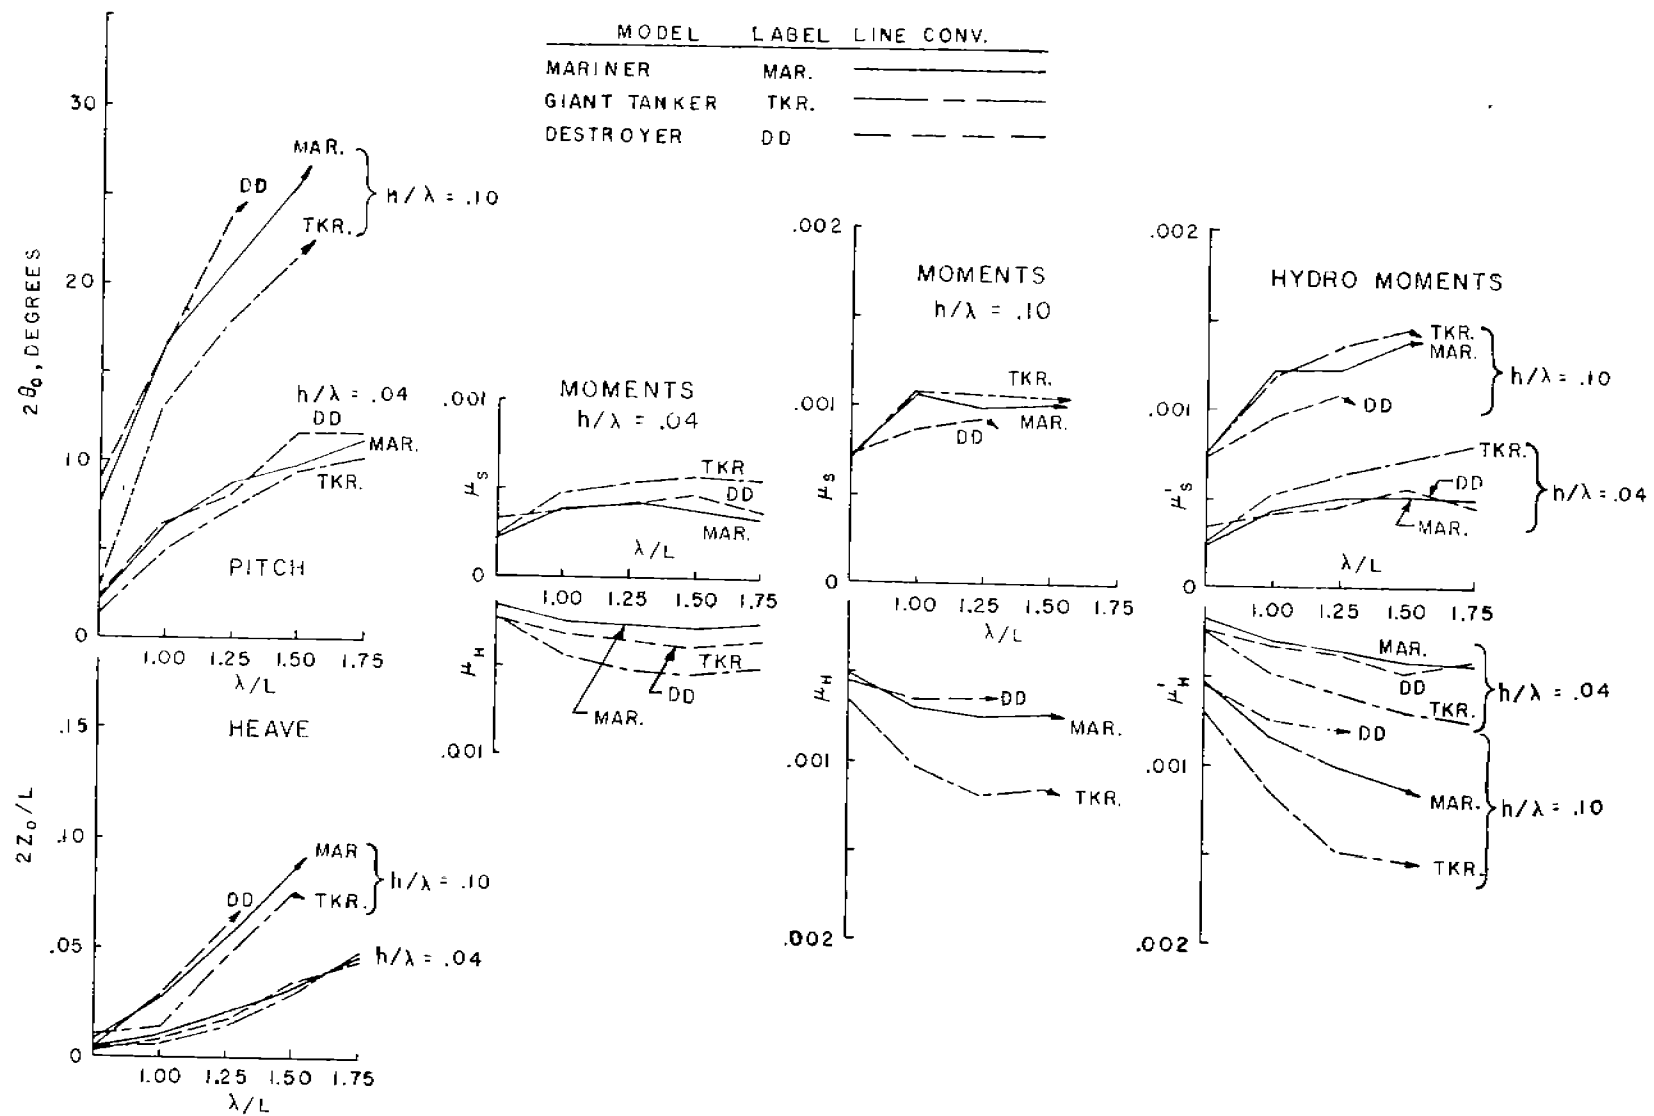 MODEL LABEL LINE CONV.
MARINER MAR.
GIANT TANKER TKR.
DESTROYER DD
2θ₀, DEGREES
30
20
10
0
MAR.
DD
TKR.
h/λ = .10
h/λ = .04
DD
MAR.
TKR.
PITCH
1.00 1.25 1.50 1.75
λ/L
HEAVE
2Z₀/L
.15
.10
.05
0
MAR
DD
TKR.
h/λ = .10
h/λ = .04
1.00 1.25 1.50 1.75
λ/L
MOMENTS
h/λ = .04
.001
μS
0
TKR
DD
MAR.
λ/L
1.00 1.25 1.50 1.75
μH
TKR
DD
MAR.
.001
MOMENTS
h/λ = .10
.002
.001
μS
0
TKR.
MAR.
DD
1.00 1.25 1.50 1.75
λ/L
μH
DD
MAR.
.001
TKR.
.002
HYDRO MOMENTS
.002
.001
μS
0
TKR.
MAR.
h/λ = .10
DD
TKR.
DD
h/λ = .04
MAR.
λ/L
1.00 1.25 1.50 1.75
μH
MAR.
DD
h/λ = .04
TKR.
DD
.001
MAR.
h/λ = .10
TKR.
.002